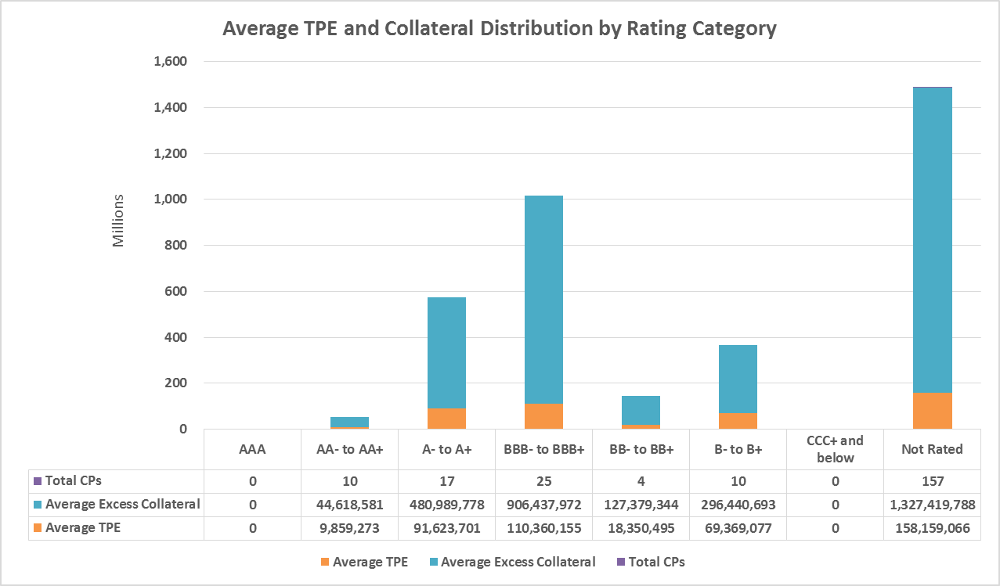 Average TPE and Collateral Distribution by Rating Category
1,600
1,400
1,200
1,000
800
600
400
200
0
Millions
AAA AA- to AA+ A- to A+ BBB- to BBB+ BB- to BB+ B- to B+ CCC+ and below Not Rated
Total CPs 0 10 17 25 4 10 0 157
Average Excess Collateral 0 44,618,581 480,989,778 906,437,972 127,379,344 296,440,693 0 1,327,419,788
Average TPE 0 9,859,273 91,623,701 110,360,155 18,350,495 69,369,077 0 158,159,066
Average TPE Average Excess Collateral Total CPs